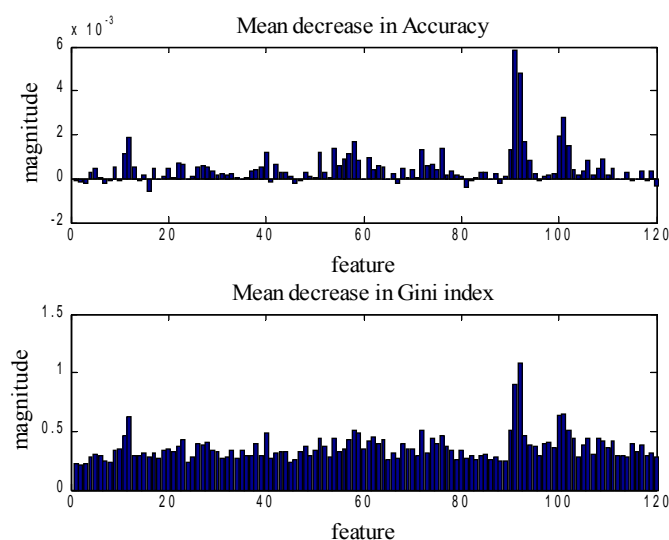 x 10⁻³
Mean decrease in Accuracy
6
4
2
0
-2
magnitude
0 20 40 60 80 100 120
feature
Mean decrease in Gini index
1.5
1
0.5
0
magnitude
0 20 40 60 80 100 120
feature